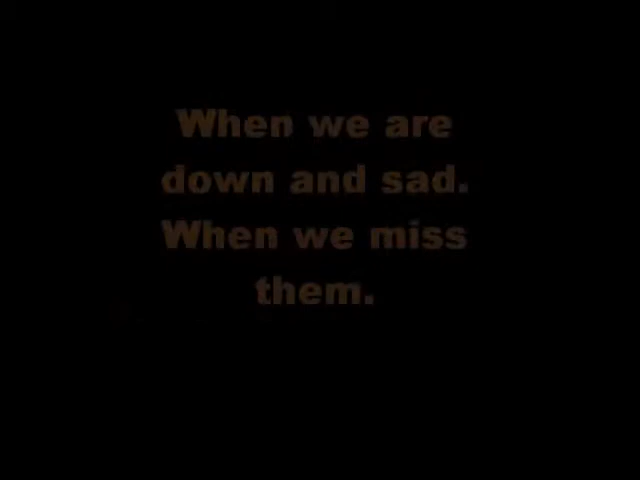 When we are
down and sad.
When we miss
them.